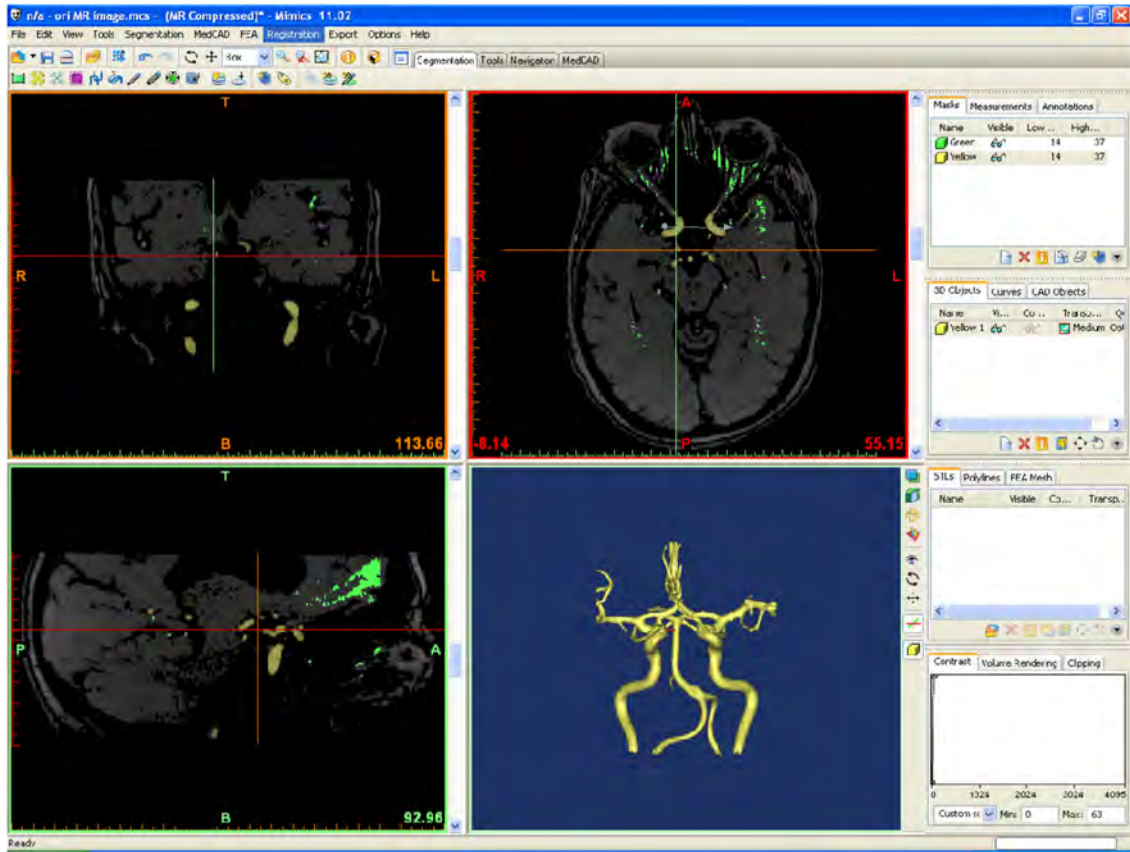 n/a - ori MR image.mcs - (MR Compressed)* - Mimics 11.02
File Edit View Tools Segmentation MedCAD FEA Registration Export Options Help
Segmentation Tools Navigator MedCAD
T
R
L
B
113.66
A
R
L
P
-8.14
55.15
T
P
A
B
92.96
Masks Measurements Annotations
Name Visible Low ... High...
Green 14 37
Yellow 14 37
3D Objects Curves CAD Objects
Name Vi... Co ...
Yellow 1 Medium
STLs Polylines FEA Mesh
Name Visible Co... Transp...
Contrast Volume Rendering Clipping
0 1324 2024 3024 4095
Min: 0 Max: 63
Ready